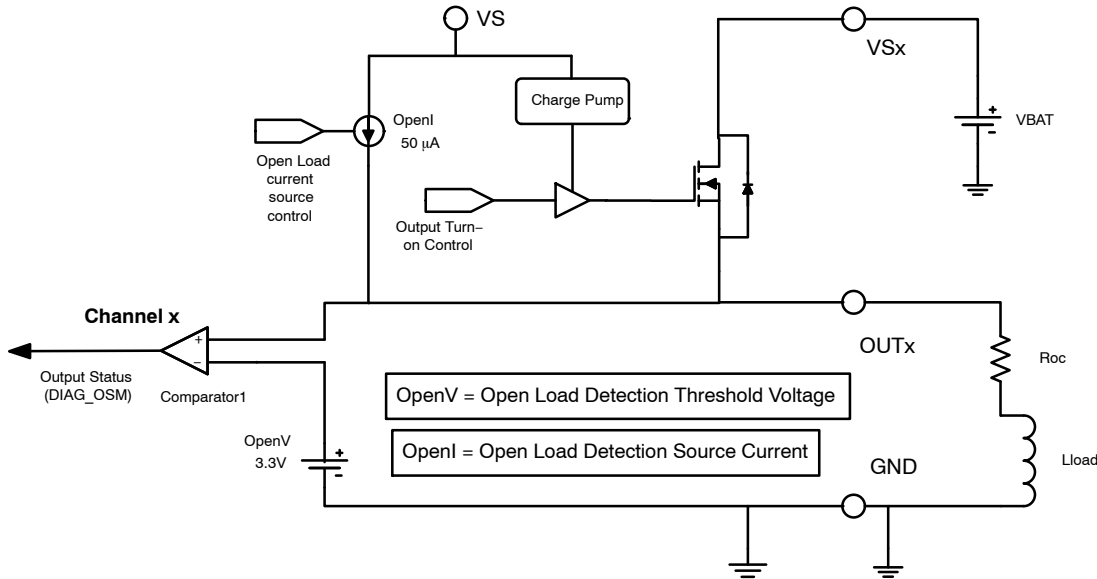 VS
VSx
Charge Pump
OpenI
50 μA
+
VBAT
-
Open Load
current
source
control
Output Turn-
on Control
Channel x
+
-
OUTx
Roc
Output Status
(DIAG_OSM)
Comparator1
OpenV = Open Load Detection Threshold Voltage
OpenI = Open Load Detection Source Current
OpenV
3.3V
+
-
GND
Lload